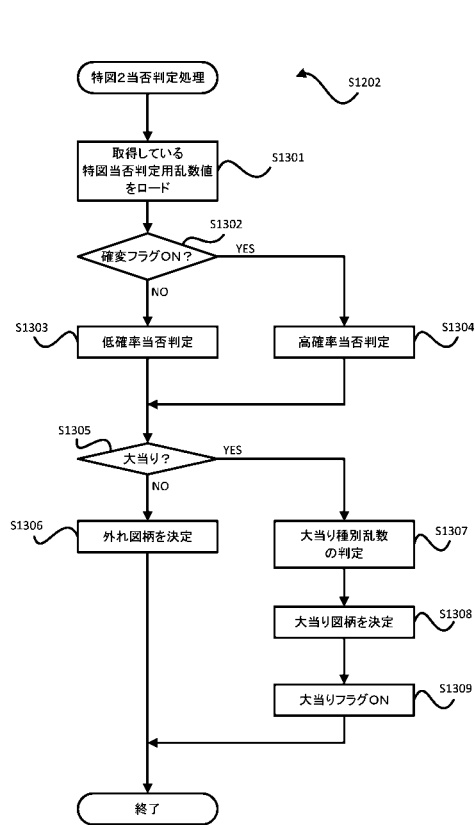 特図2当否判定処理
S1202
取得している
特図当否判定用乱数値
をロード
S1301
S1302
確変フラグON?
YES
NO
S1303
低確率当否判定
高確率当否判定
S1304
S1305
大当り?
YES
NO
S1306
外れ図柄を決定
大当り種別乱数
の判定
S1307
大当り図柄を決定
S1308
大当りフラグON
S1309
終了